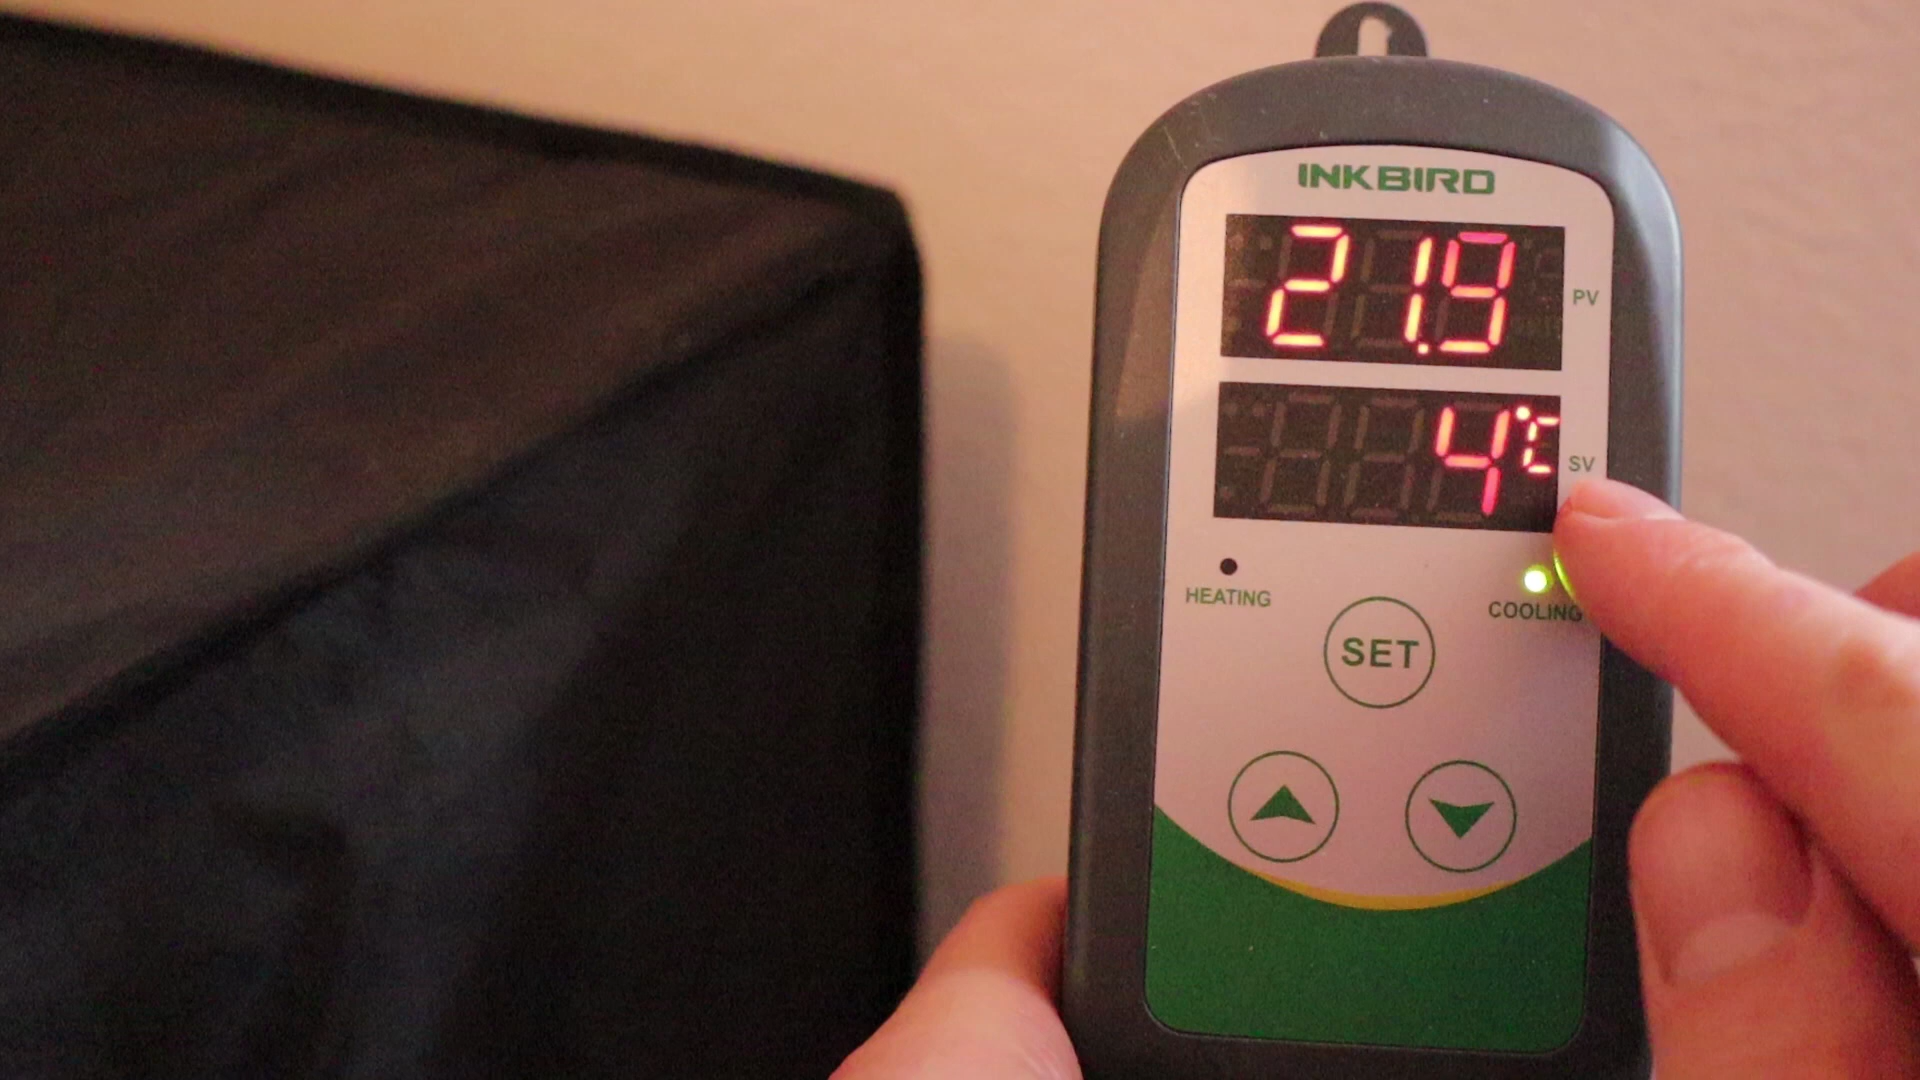 INKBIRD
21.9
PV
4°C
SV
HEATING
COOLING
SET